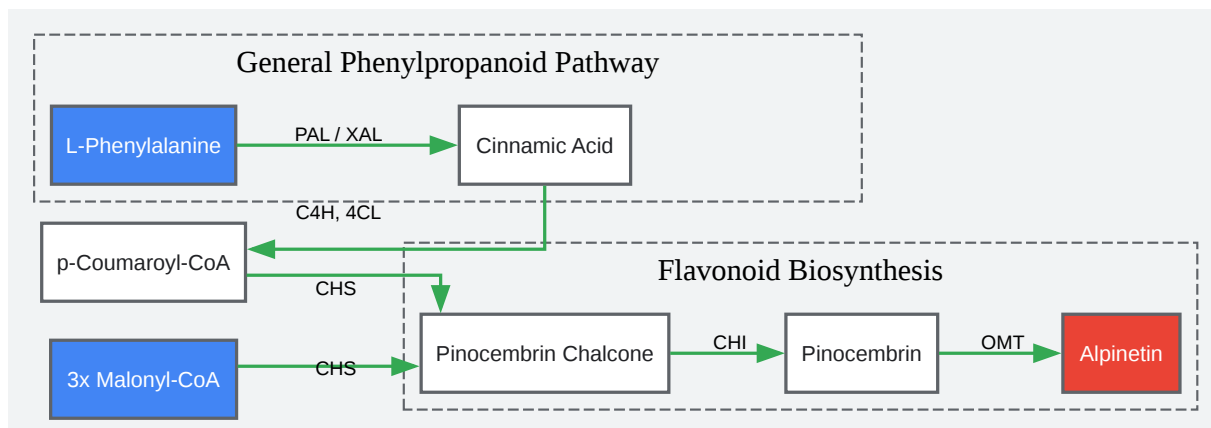 General Phenylpropanoid Pathway
L-Phenylalanine
PAL / XAL
Cinnamic Acid
C4H, 4CL
p-Coumaroyl-CoA
Flavonoid Biosynthesis
CHS
Pinocembrin Chalcone
CHI
Pinocembrin
OMT
Alpinetin
3x Malonyl-CoA
CHS